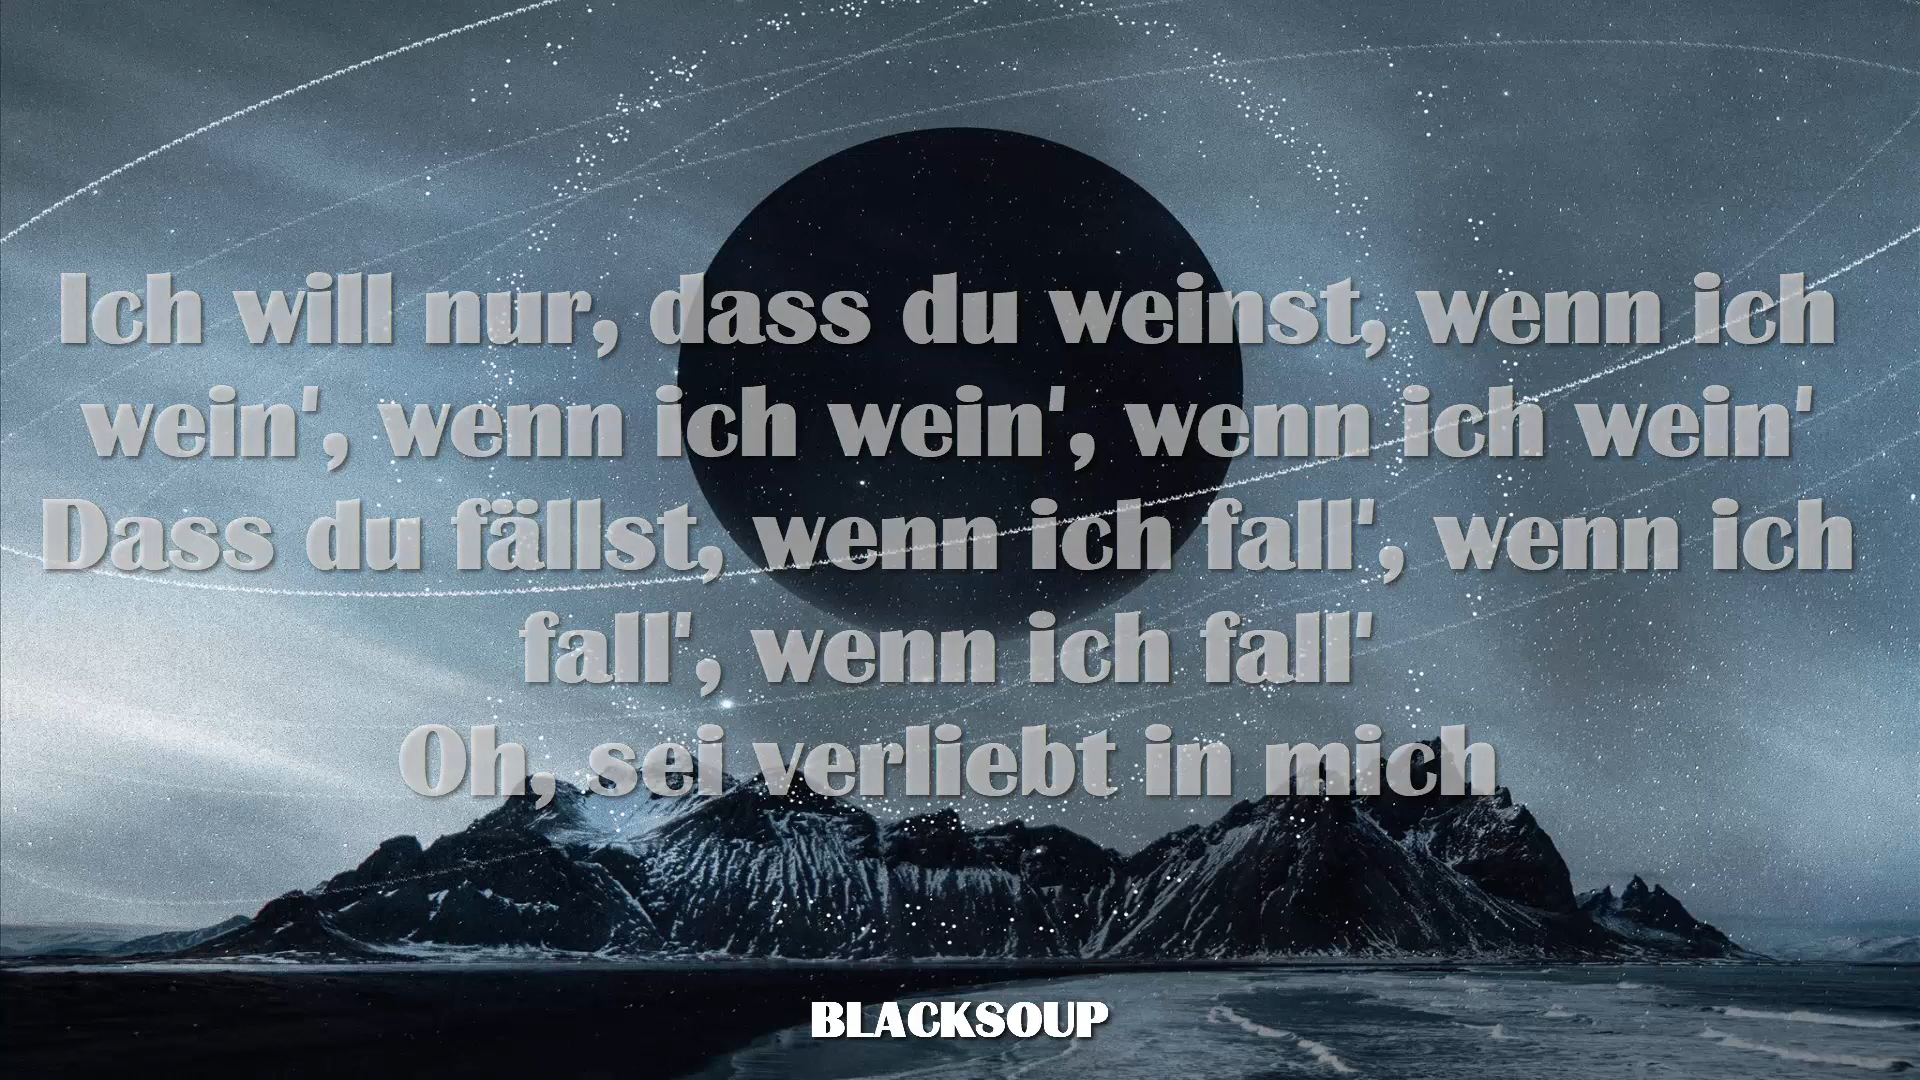 Ich will nur, dass du weinst, wenn ich
wein', wenn ich wein', wenn ich wein'
Dass du fällst, wenn ich fall', wenn ich
fall', wenn ich fall'
Oh, sei verliebt in mich
BLACKSOUP